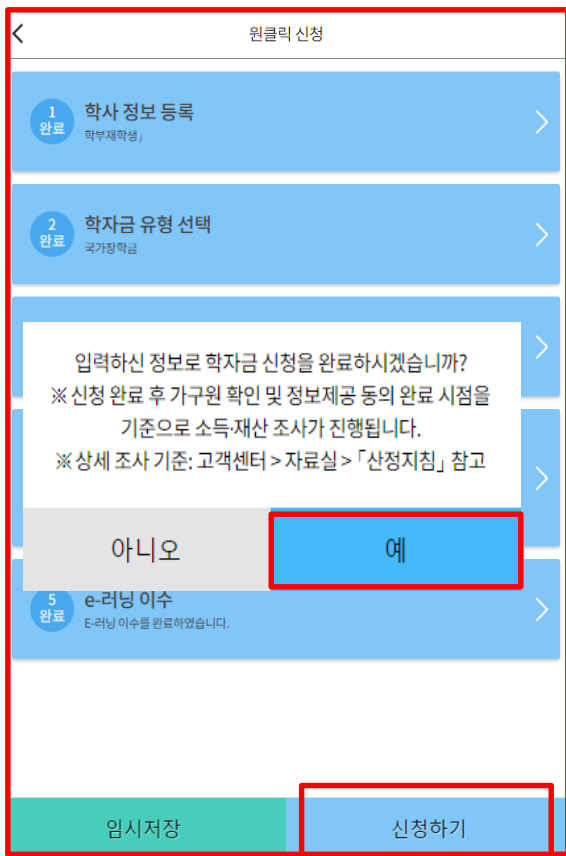 원클릭 신청
1
완료
학사 정보 등록
학부재학생
2
완료
학자금 유형 선택
국가장학금
입력하신 정보로 학자금 신청을 완료하시겠습니까?
※ 신청 완료 후 가구원 확인 및 정보제공 동의 완료 시점을
기준으로 소득·재산 조사가 진행됩니다.
※ 상세 조사 기준: 고객센터 > 자료실 > 「산정지침」 참고
아니오
예
5
완료
e-러닝 이수
E-러닝 이수를 완료하였습니다.
임시저장
신청하기